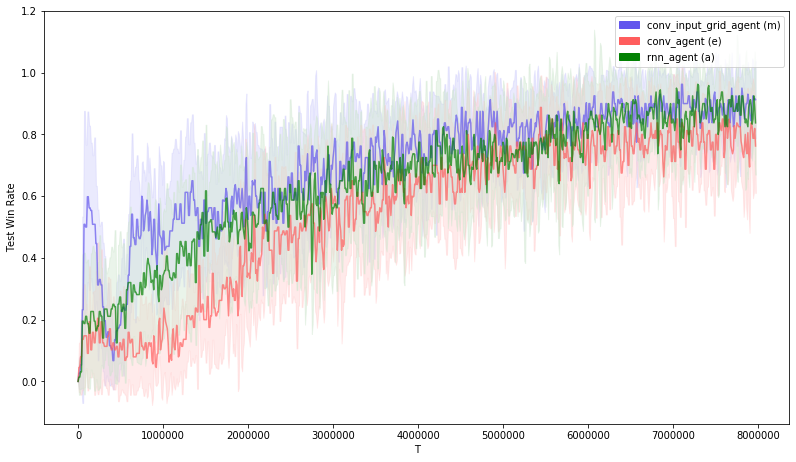 1.2
1.0
0.8
0.6
0.4
0.2
0.0
Test Win Rate
conv_input_grid_agent (m)
conv_agent (e)
rnn_agent (a)
0 1000000 2000000 3000000 4000000 5000000 6000000 7000000 8000000
T